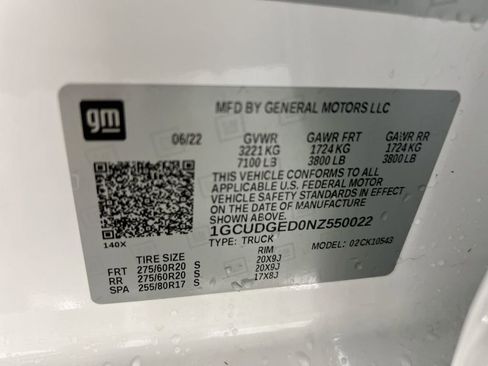 gm
MFD BY GENERAL MOTORS LLC
06/22 GVWR GAWR FRT GAWR RR
3221 KG 1724 KG 1724 KG
7100 LB 3800 LB 3800 LB
THIS VEHICLE CONFORMS TO ALL
APPLICABLE U.S. FEDERAL MOTOR
VEHICLE SAFETY STANDARDS IN EFFECT
ON THE DATE OF MANUFACTURE
SHOWN ABOVE.
1GCUDGED0NZ550022
140X TYPE: TRUCK MODEL: 02CK10543
TIRE SIZE RIM
FRT 275/60R20 S 20X9J
RR 275/60R20 S 20X9J
SPA 255/80R17 S 17X8J